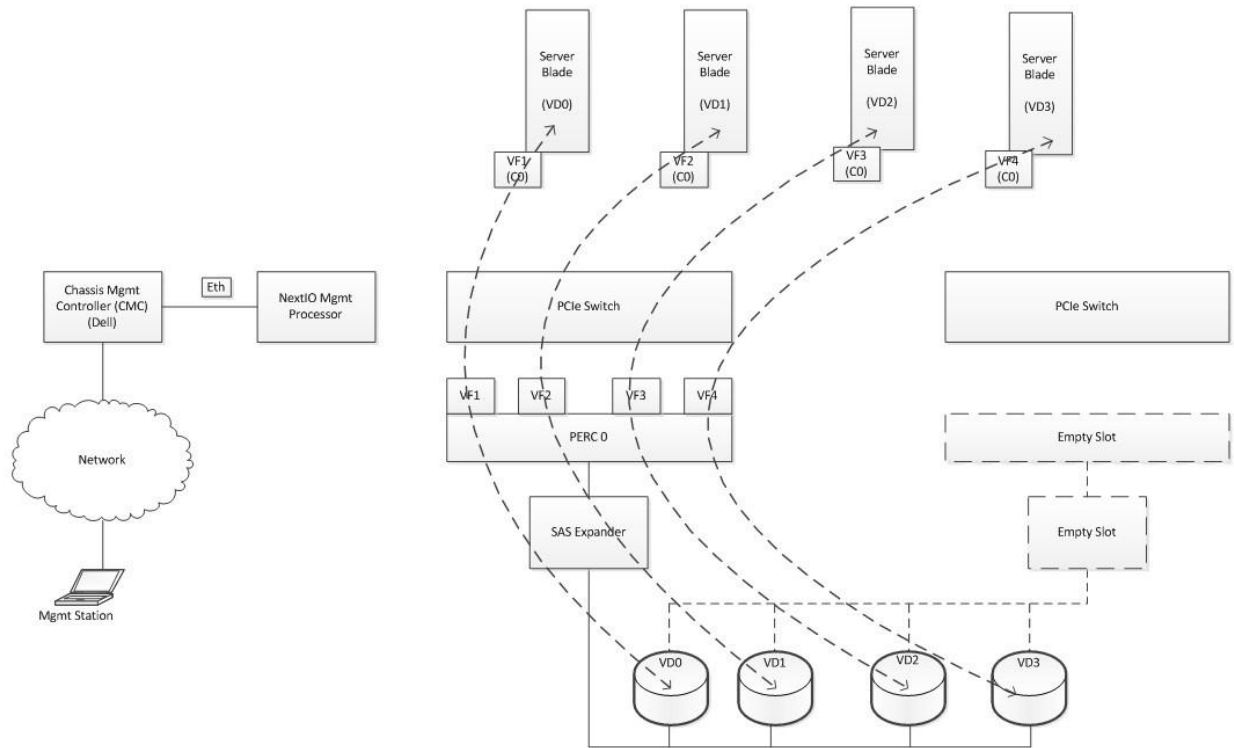 Server
Blade
(VD0)
Server
Blade
(VD1)
Server
Blade
(VD2)
Server
Blade
(VD3)
VF1
(C0)
VF2
(C0)
VF3
(C0)
VF4
(C0)
Chassis Mgmt
Controller (CMC)
(Dell)
Eth
NextIO Mgmt
Processor
PCIe Switch
PCIe Switch
VF1
VF2
VF3
VF4
PERC 0
Empty Slot
Network
SAS Expander
Empty Slot
Mgmt Station
VD0
VD1
VD2
VD3